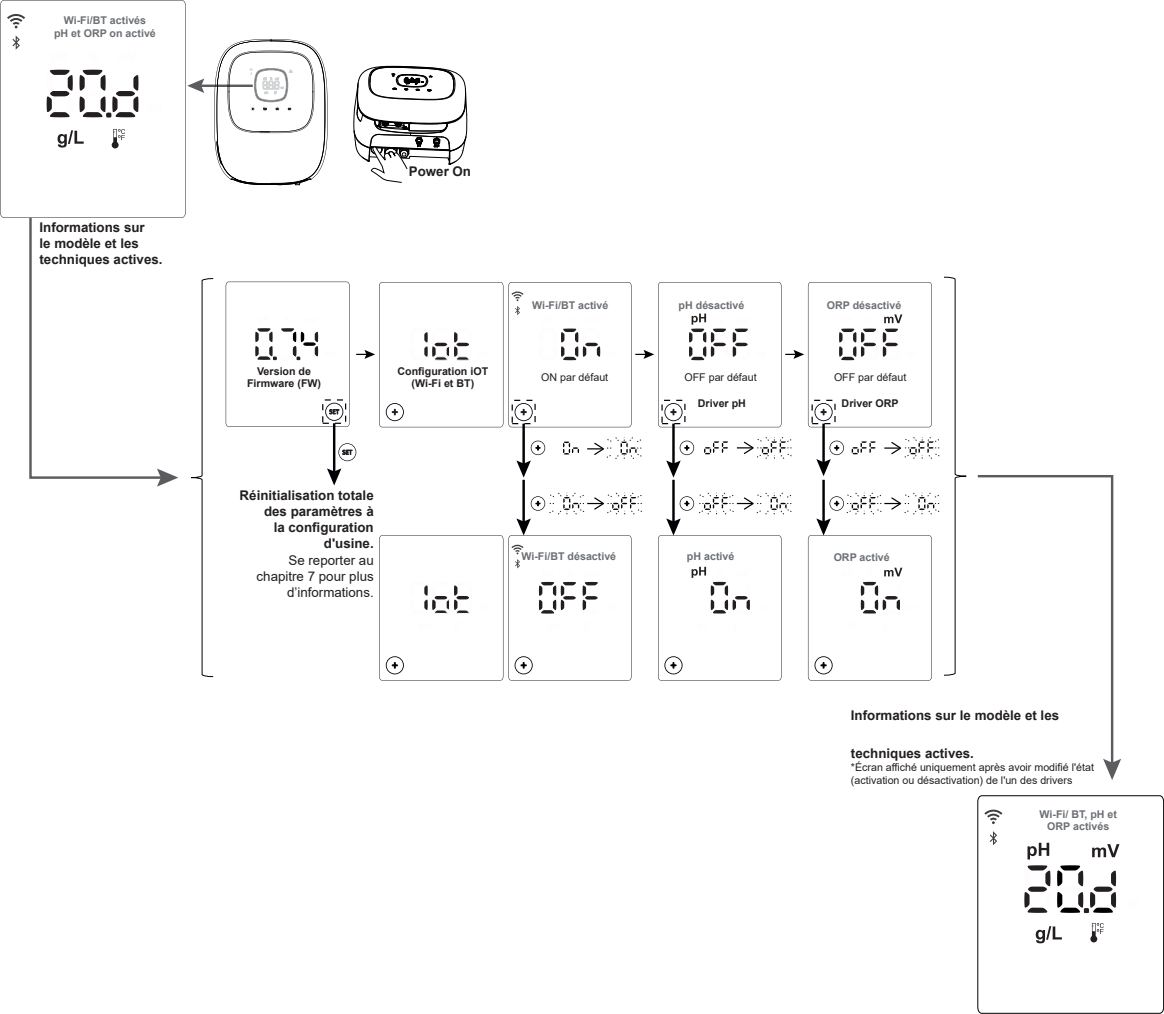 Wi-Fi/BT activés
pH et ORP on activé
20.d
g/L
°C
°F
Power On
Informations sur
le modèle et les
techniques actives.
0.7.4
Version de
Firmware (FW)
SET
Iot
Configuration iOT
(Wi-Fi et BT)
+
Wi-Fi/BT activé
On
ON par défaut
+
pH désactivé
pH
OFF
OFF par défaut
Driver pH
+
ORP désactivé
mV
OFF
OFF par défaut
Driver ORP
+
SET
+ On → On
+ oFF → oFF
+ oFF → oFF
+ On → oFF
+ oFF → On
+ oFF → On
Réinitialisation totale
des paramètres à
la configuration
d'usine.
Se reporter au
chapitre 7 pour plus
d'informations.
Iot
+
Wi-Fi/BT désactivé
OFF
+
pH activé
pH
On
+
ORP activé
mV
On
+
Informations sur le modèle et les
techniques actives.
*Écran affiché uniquement après avoir modifié l'état
(activation ou désactivation) de l'un des drivers
Wi-Fi/ BT, pH et
ORP activés
pH mV
20.d
g/L
°C
°F